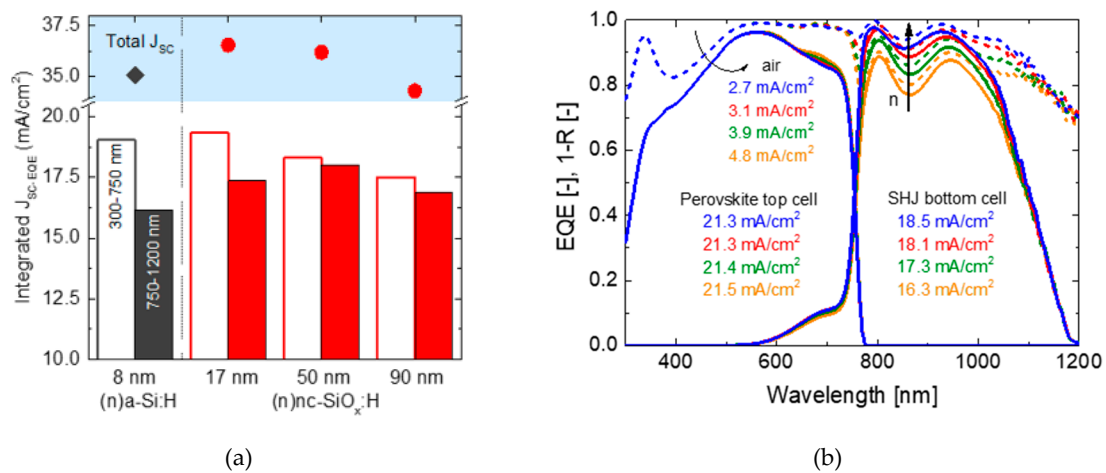 (a)
37.5
35.0
20.0
17.5
15.0
12.5
10.0
Integrated J_SC-EQE (mA/cm²)
Total J_SC
300-750 nm
750-1200 nm
8 nm 17 nm 50 nm 90 nm
(n)a-Si:H (n)nc-SiOₓ:H
(a)
(b)
1.0
0.8
0.6
0.4
0.2
0.0
EQE [-], 1-R [-]
air
2.7 mA/cm²
3.1 mA/cm²
3.9 mA/cm²
4.8 mA/cm²
n
Perovskite top cell
21.3 mA/cm²
21.3 mA/cm²
21.4 mA/cm²
21.5 mA/cm²
SHJ bottom cell
18.5 mA/cm²
18.1 mA/cm²
17.3 mA/cm²
16.3 mA/cm²
400 600 800 1000 1200
Wavelength [nm]
(b)